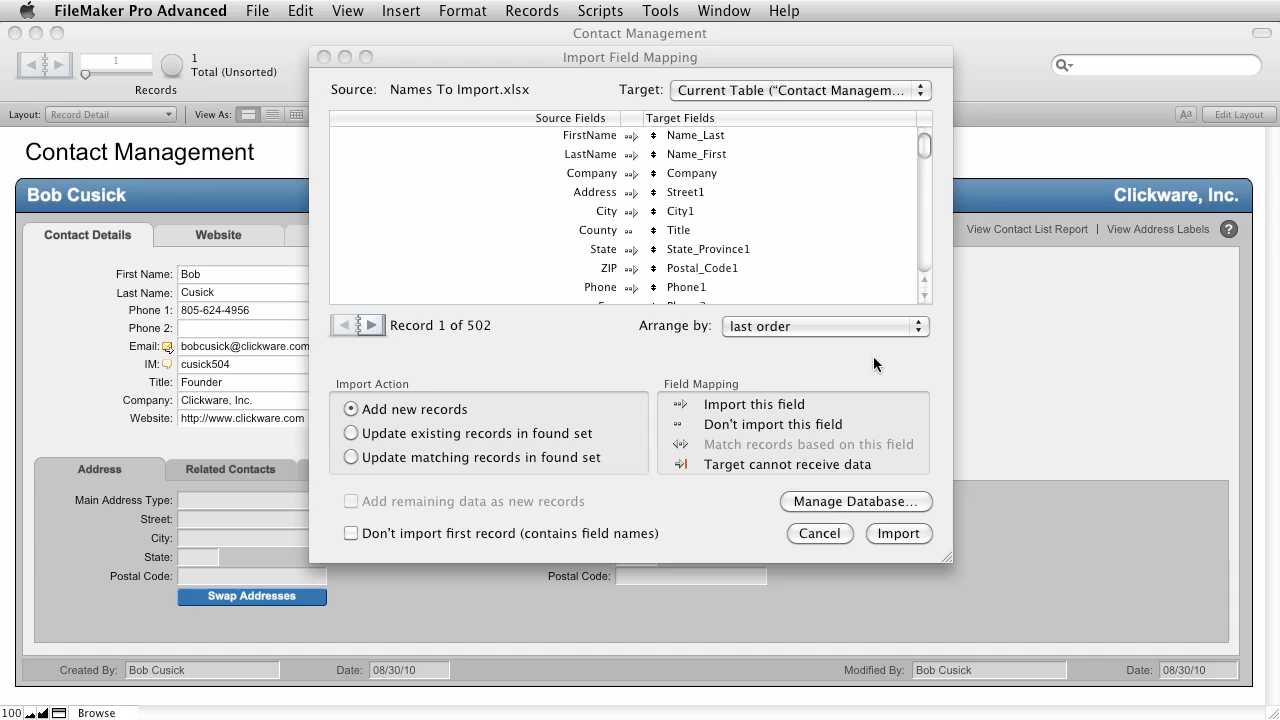 FileMaker Pro Advanced File Edit View Insert Format Records Scripts Tools Window Help
Contact Management
1
1
Total (Unsorted)
Records
Layout: Record Detail View As: Aa Edit Layout
Contact Management
Bob Cusick Clickware, Inc.
Contact Details Website View Contact List Report | View Address Labels ?
First Name: Bob
Last Name: Cusick
Phone 1: 805-624-4956
Phone 2:
Email: bobcusick@clickware.com
IM: cusick504
Title: Founder
Company: Clickware, Inc.
Website: http://www.clickware.com
Address Related Contacts
Main Address Type:
Street:
City:
State:
Postal Code: Postal Code:
Swap Addresses
Created By: Bob Cusick Date: 08/30/10 Modified By: Bob Cusick Date: 08/30/10
100 Browse
Import Field Mapping
Source: Names To Import.xlsx Target: Current Table ("Contact Managem...
Source Fields Target Fields
FirstName Name_Last
LastName Name_First
Company Company
Address Street1
City City1
County Title
State State_Province1
ZIP Postal_Code1
Phone Phone1
Record 1 of 502 Arrange by: last order
Import Action Field Mapping
Add new records Import this field
Update existing records in found set Don't import this field
Update matching records in found set Match records based on this field
Target cannot receive data
Add remaining data as new records Manage Database...
Don't import first record (contains field names) Cancel Import